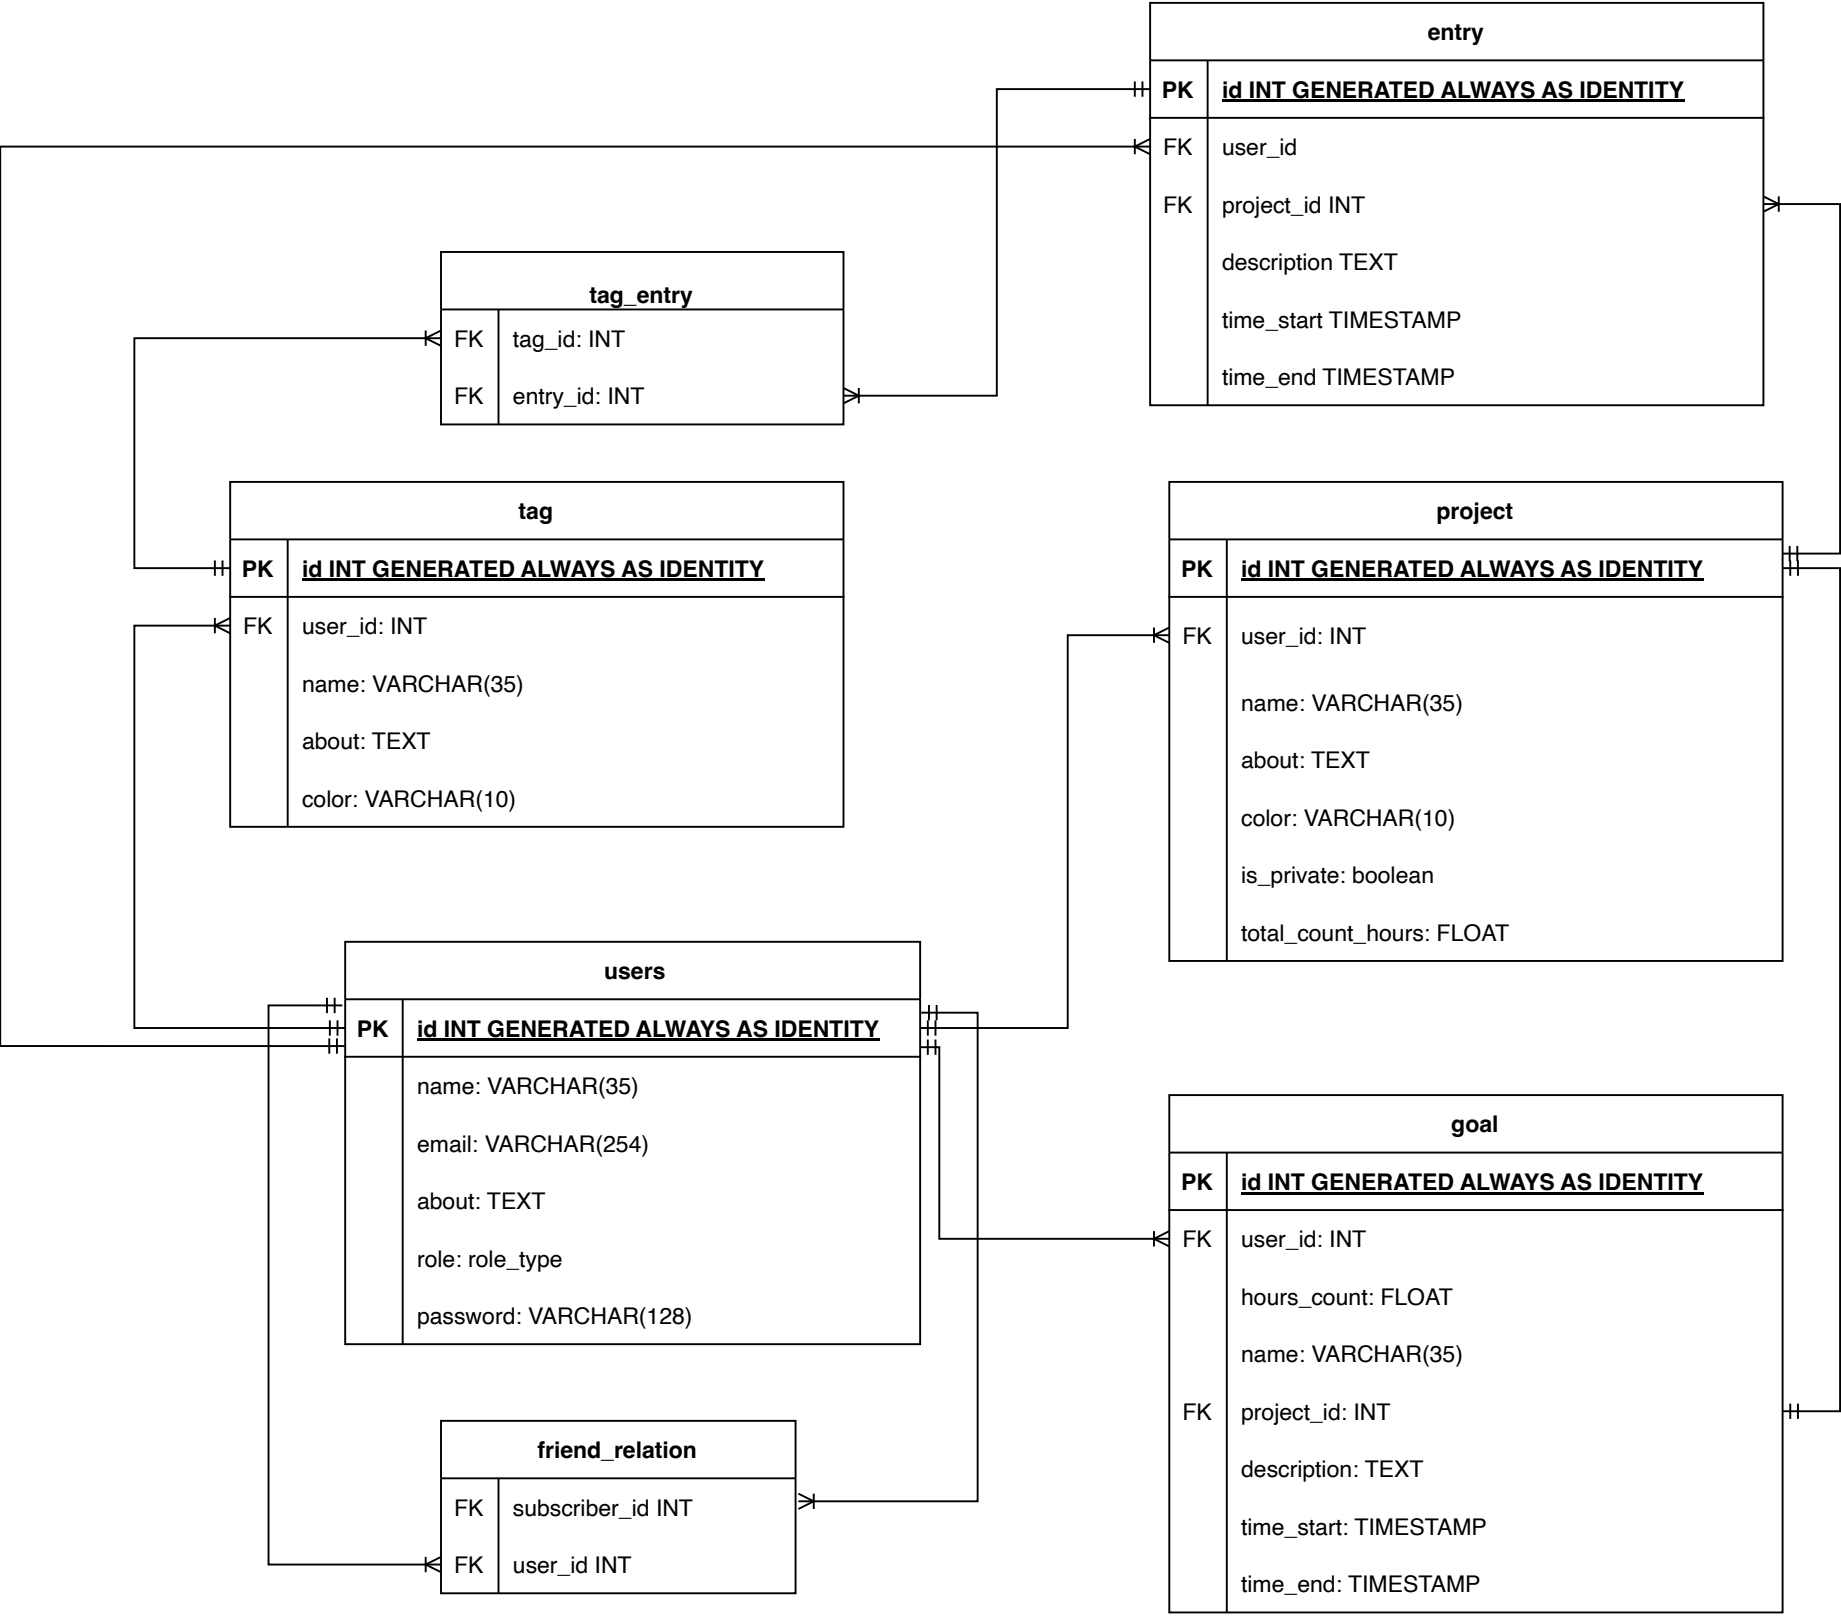 entry
PK id INT GENERATED ALWAYS AS IDENTITY
FK user_id
FK project_id INT
description TEXT
time_start TIMESTAMP
time_end TIMESTAMP
tag_entry
FK tag_id: INT
FK entry_id: INT
tag
PK id INT GENERATED ALWAYS AS IDENTITY
FK user_id: INT
name: VARCHAR(35)
about: TEXT
color: VARCHAR(10)
project
PK id INT GENERATED ALWAYS AS IDENTITY
FK user_id: INT
name: VARCHAR(35)
about: TEXT
color: VARCHAR(10)
is_private: boolean
total_count_hours: FLOAT
users
PK id INT GENERATED ALWAYS AS IDENTITY
name: VARCHAR(35)
email: VARCHAR(254)
about: TEXT
role: role_type
password: VARCHAR(128)
goal
PK id INT GENERATED ALWAYS AS IDENTITY
FK user_id: INT
hours_count: FLOAT
name: VARCHAR(35)
FK project_id: INT
description: TEXT
time_start: TIMESTAMP
time_end: TIMESTAMP
friend_relation
FK subscriber_id INT
FK user_id INT